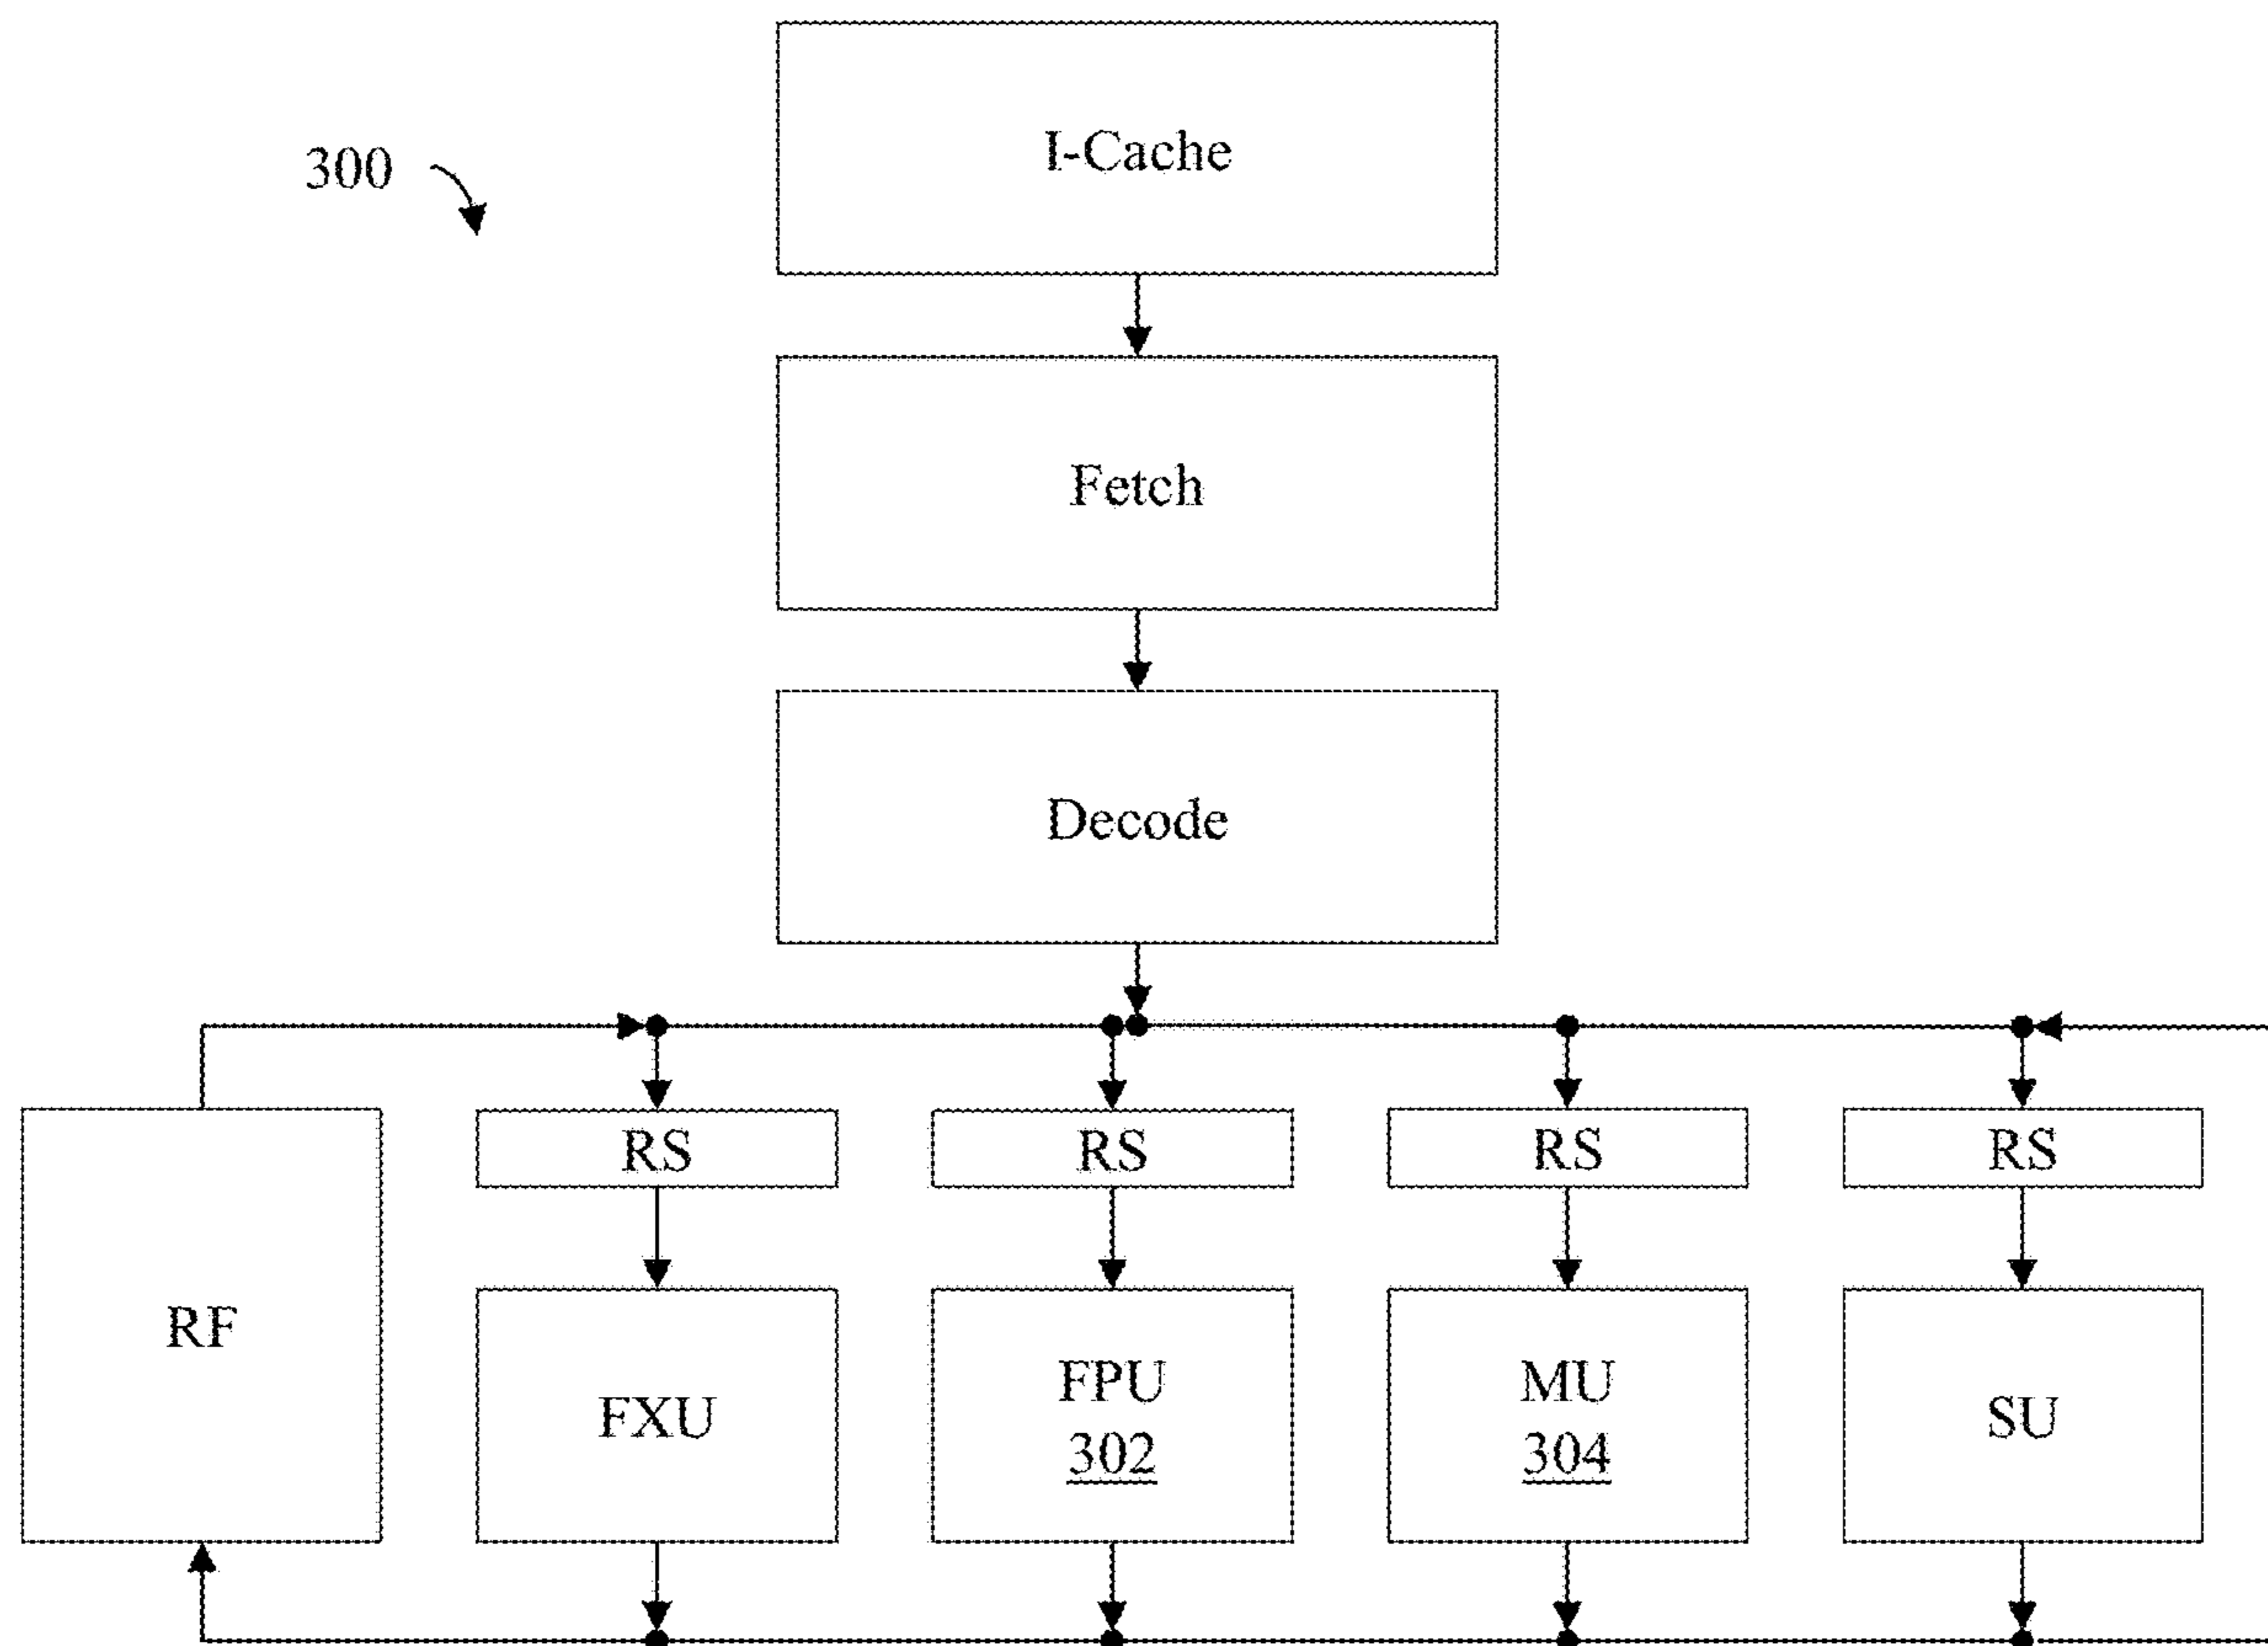 300
I-Cache
Fetch
Decode
RS
RS
RS
RS
RF
FXU
FPU
302
MU
304
SU